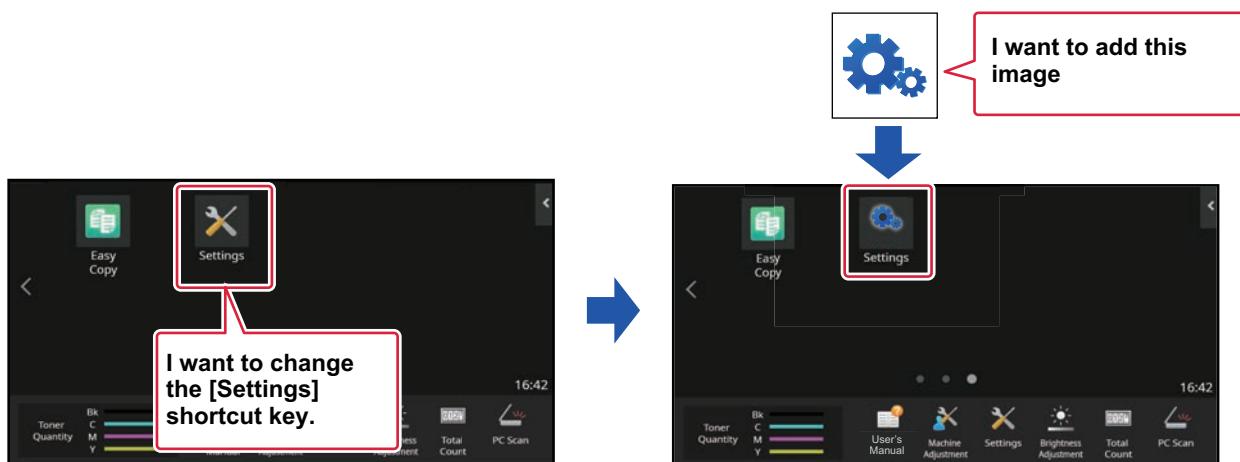 I want to add this
image
Easy
Copy
Settings
I want to change
the [Settings]
shortcut key.
16:42
Toner
Quantity
Bk
C
M
Y
Total
Count
PC Scan
Easy
Copy
Settings
16:42
Toner
Quantity
Bk
C
M
Y
User's
Manual
Machine
Adjustment
Settings
Brightness
Adjustment
Total
Count
PC Scan